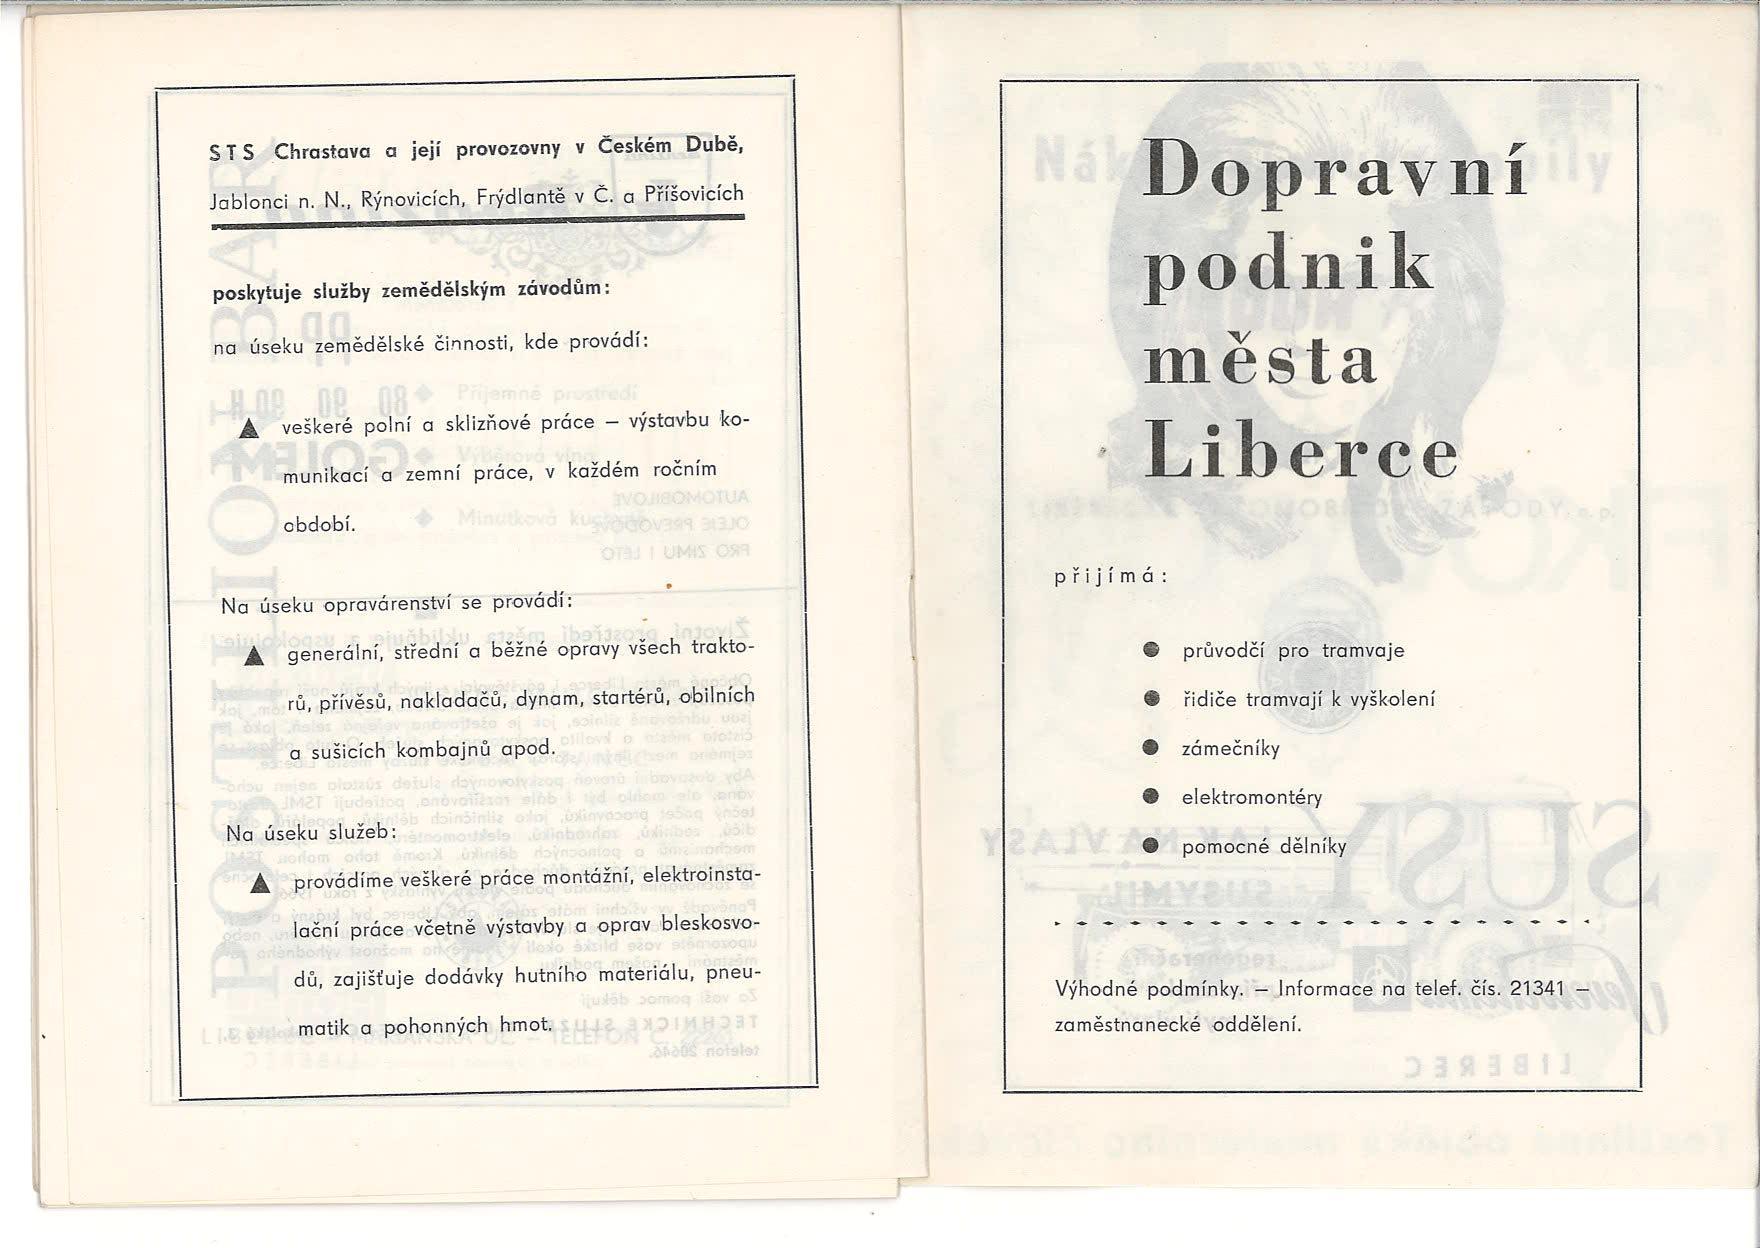 STS Chrastava a její provozovny v Českém Dubě,
Jablonci n. N., Rýnovicích, Frýdlantě v Č. a Příšovicích
poskytuje služby zemědělským závodům:
na úseku zemědělské činnosti, kde provádí:
▲ veškeré polní a sklizňové práce – výstavbu ko-
munikací a zemní práce, v každém ročním
období.
Na úseku opravárenství se provádí:
▲ generální, střední a běžné opravy všech trakto-
rů, přívěsů, nakladačů, dynam, startérů, obilních
a sušicích kombajnů apod.
Na úseku služeb:
▲ provádíme veškeré práce montážní, elektroinsta-
lační práce včetně výstavby a oprav bleskosvo-
dů, zajišťuje dodávky hutního materiálu, pneu-
matik a pohonných hmot.
Dopravní
podnik
města
Liberce
přijímá:
● průvodčí pro tramvaje
● řidiče tramvají k vyškolení
● zámečníky
● elektromontéry
● pomocné dělníky
Výhodné podmínky. – Informace na telef. čís. 21341 –
zaměstnanecké oddělení.